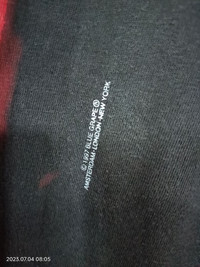 © 1997 BLUE GRAPE ®
AMSTERDAM·LONDON·NEW YORK
2023.07.04 08:05